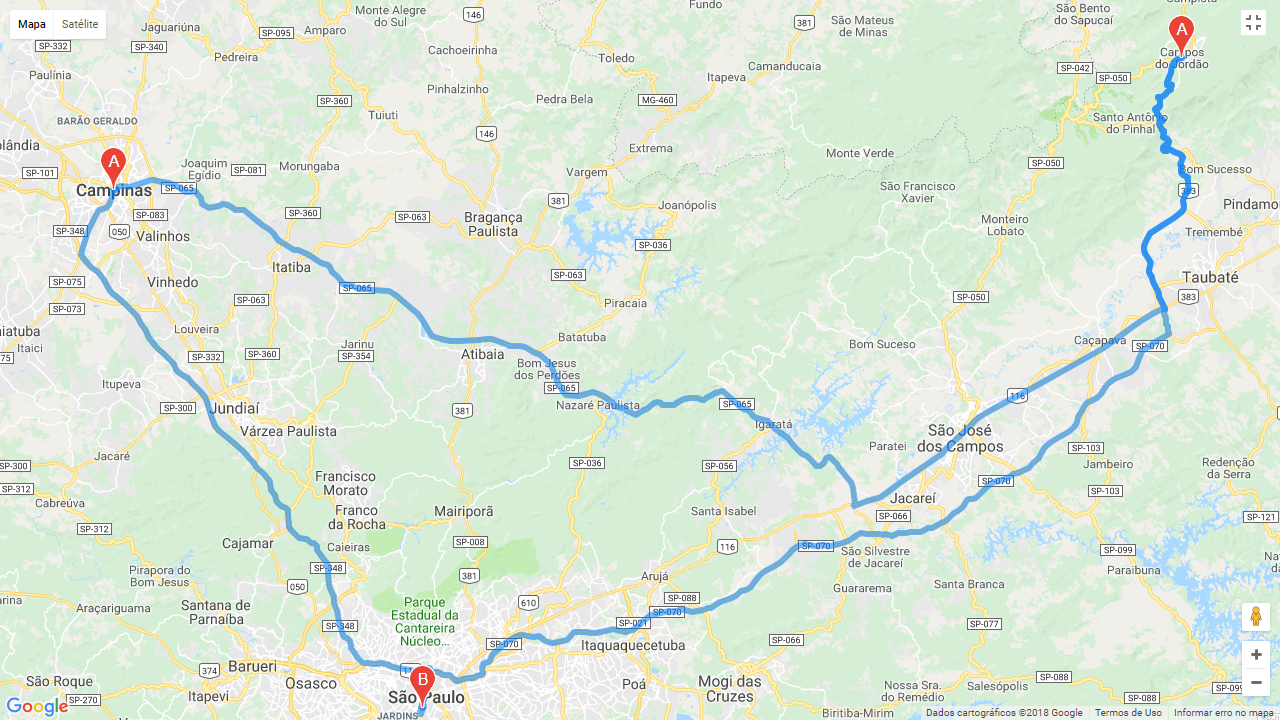 Mapa
Satélite
Jaguariúna
SP-332
SP-340
Paulínia
BARÃO GERALDO
SP-101
A
Campinas
SP-065
SP-348
SP-083
050
Valinhos
SP-075
Vinhedo
SP-073
SP-063
Itaici
Louveira
SP-332
SP-360
Itupeva
SP-300
Jundiaí
Várzea Paulista
Jacaré
SP-300
SP-312
Cabreúva
SP-312
Cajamar
Pirapora do
Bom Jesus
Araçariguama
Santana de
Parnaíba
050
374
Barueri
Osasco
São Roque
SP-270
Itapevi
Monte Alegre
do Sul
146
Amparo
SP-095
Pedreira
SP-360
Cachoeirinha
Pinhalzinho
Tuiuti
146
Joaquim
Egídio
SP-081
Morungaba
SP-360
SP-063
Bragança
Paulista
Itatiba
SP-065
Jarinu
SP-354
Atibaia
381
Francisco
Morato
Franco
da Rocha
Caieiras
SP-348
SP-348
Mairiporã
SP-008
381
Parque
Estadual da
Cantareira
Núcleo...
610
SP-070
B
São Paulo
JARDINS
Fundo
Toledo
Pedra Bela
MG-460
Extrema
Vargem
381
Joanópolis
SP-036
SP-063
Piracaia
Batatuba
Bom Jesus
dos Perdões
SP-065
Nazaré Paulista
SP-036
SP-056
Santa Isabel
116
Arujá
SP-088
SP-070
SP-021
Itaquaquecetuba
Poá
Mogi das
Cruzes
SP-066
381
São Mateus
de Minas
Camanducaia
Itapeva
Monte Verde
São Francisco
Xavier
SP-065
Igaratá
SP-070
São Silvestre
de Jacareí
Guararema
Bom Suceso
Paratei
São José
dos Campos
Jacareí
SP-066
SP-070
Santa Branca
SP-077
Nossa Sra.
do Remédio
Salesópolis
Biritiba-Mirim
SP-088
SP-088
São Bento
do Sapucaí
A
Campos
do Jordão
SP-042
SP-050
Santo Antônio
do Pinhal
SP-050
Bom Sucesso
Monteiro
Lobato
Tremembé
Taubaté
383
SP-050
Caçapava
SP-070
116
SP-103
Jambeiro
SP-103
Redenção
da Serra
SP-121
SP-099
Paraibuna
Google
Dados cartográficos ©2018 Google
Termos de Uso
Informar erro no mapa